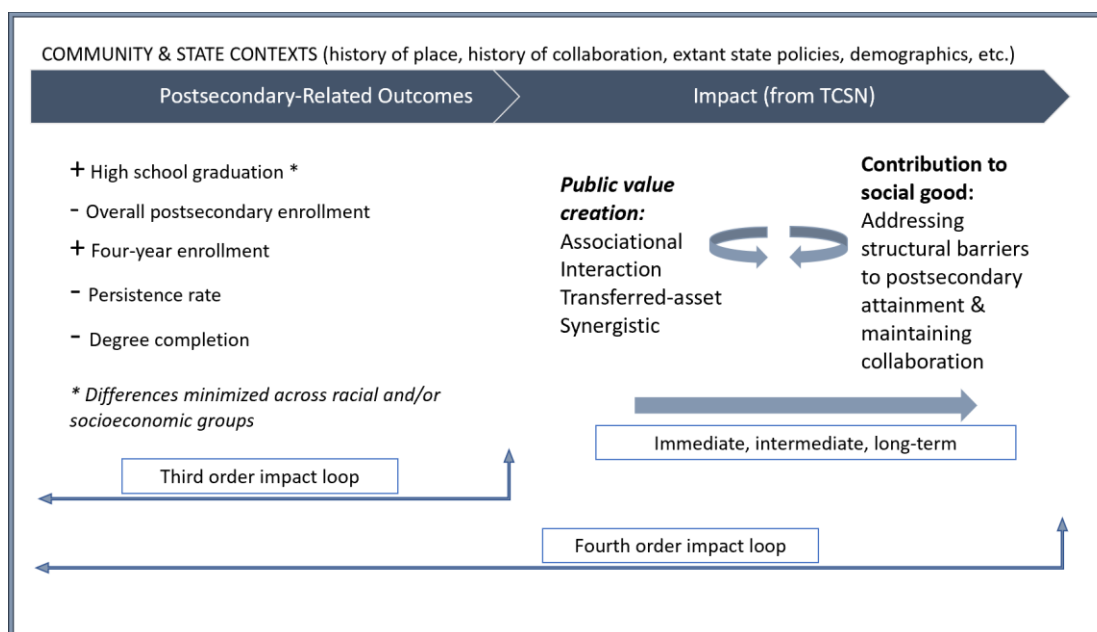 COMMUNITY & STATE CONTEXTS (history of place, history of collaboration, extant state policies, demographics, etc.)
Postsecondary-Related Outcomes
Impact (from TCSN)
+ High school graduation *
- Overall postsecondary enrollment
+ Four-year enrollment
- Persistence rate
- Degree completion
* Differences minimized across racial and/or
socioeconomic groups
Public value
creation:
Associational
Interaction
Transferred-asset
Synergistic
Contribution to
social good:
Addressing
structural barriers
to postsecondary
attainment &
maintaining
collaboration
Immediate, intermediate, long-term
Third order impact loop
Fourth order impact loop